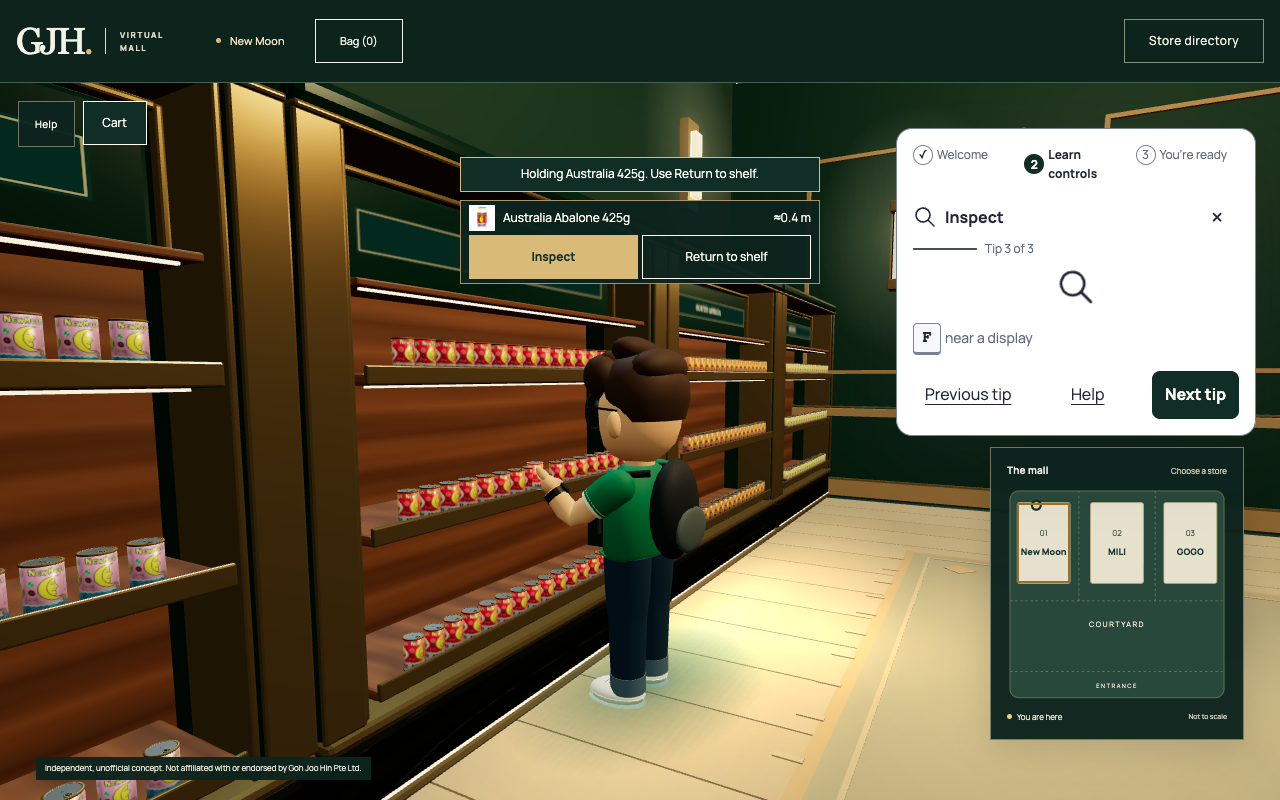 GJH.
VIRTUAL
MALL
New Moon
Bag (0)
Store directory
Help
Cart
Holding Australia 425g. Use Return to shelf.
Australia Abalone 425g
≈0.4 m
Inspect
Return to shelf
✓ Welcome
2 Learn
controls
3 You're ready
Inspect
Tip 3 of 3
F near a display
Previous tip
Help
Next tip
The mall
Choose a store
01
New Moon
02
MILI
03
GOGO
COURTYARD
ENTRANCE
You are here
Not to scale
Independent, unofficial concept. Not affiliated with or endorsed by Goh Joo Hin Pte Ltd.